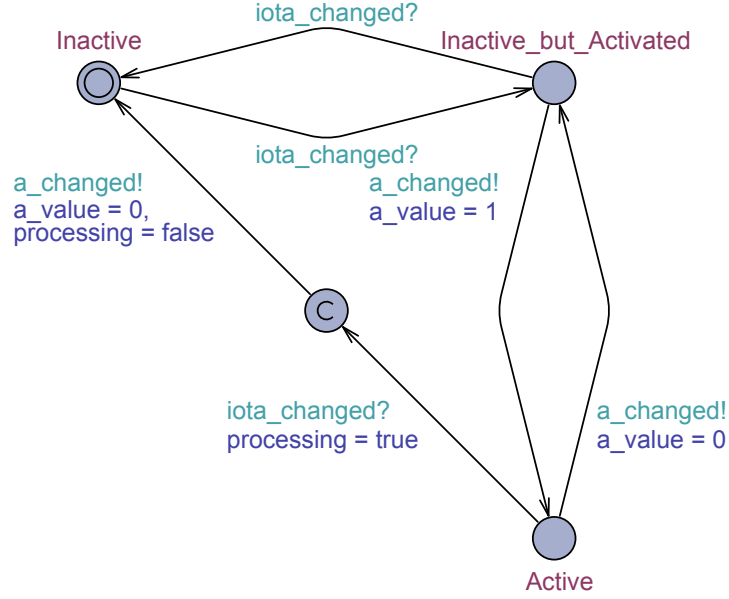 iota_changed?
Inactive
Inactive_but_Activated
iota_changed?
a_changed!
a_value = 0,
processing = false
a_changed!
a_value = 1
C
iota_changed?
processing = true
a_changed!
a_value = 0
Active